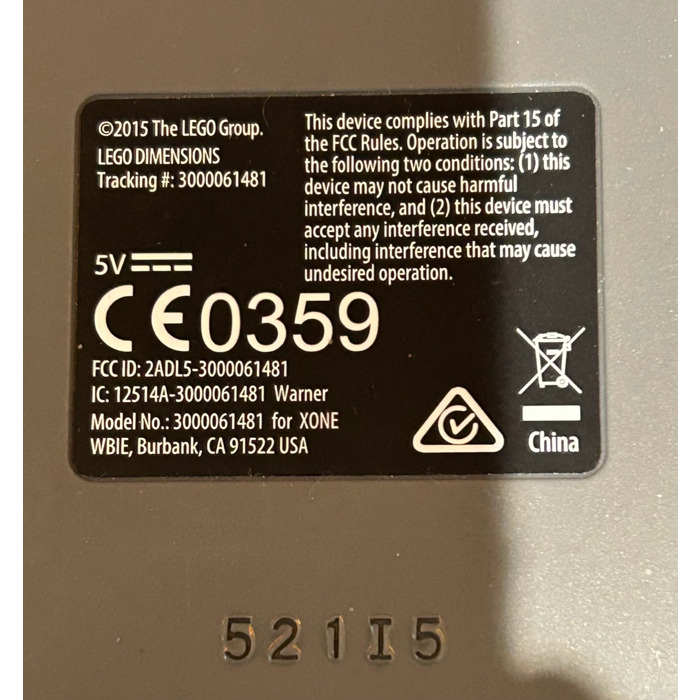 ©2015 The LEGO Group.
LEGO DIMENSIONS
Tracking #: 3000061481
This device complies with Part 15 of
the FCC Rules. Operation is subject to
the following two conditions: (1) this
device may not cause harmful
interference, and (2) this device must
accept any interference received,
including interference that may cause
undesired operation.
5V
CE0359
FCC ID: 2ADL5-3000061481
IC: 12514A-3000061481 Warner
Model No.: 3000061481 for XONE
WBIE, Burbank, CA 91522 USA
China
521I5